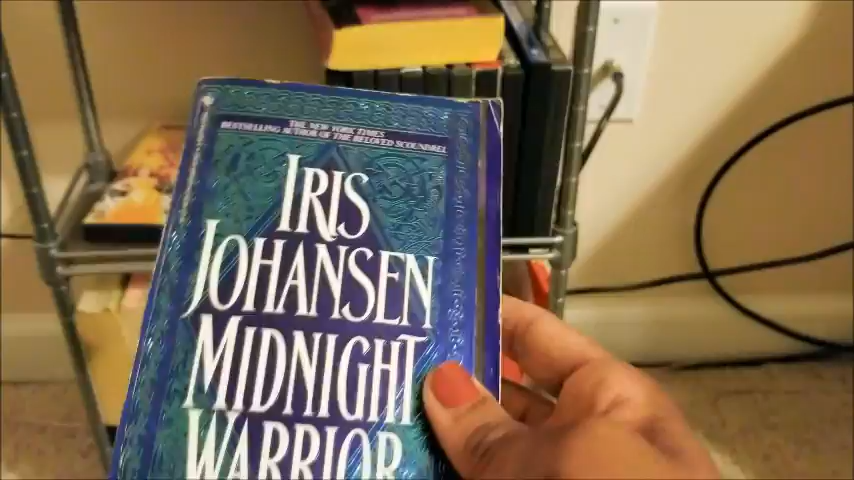 THE NEW YORK TIMES
BESTSELLING AUTHOR OF THE BELOVED SCOUNDREL
IRIS
JOHANSEN
MIDNIGHT
WARRIOR